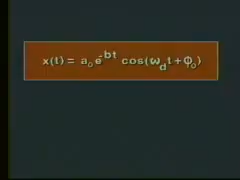 x(t) = a₀e^-bt cos(ω_d t + φ₀)